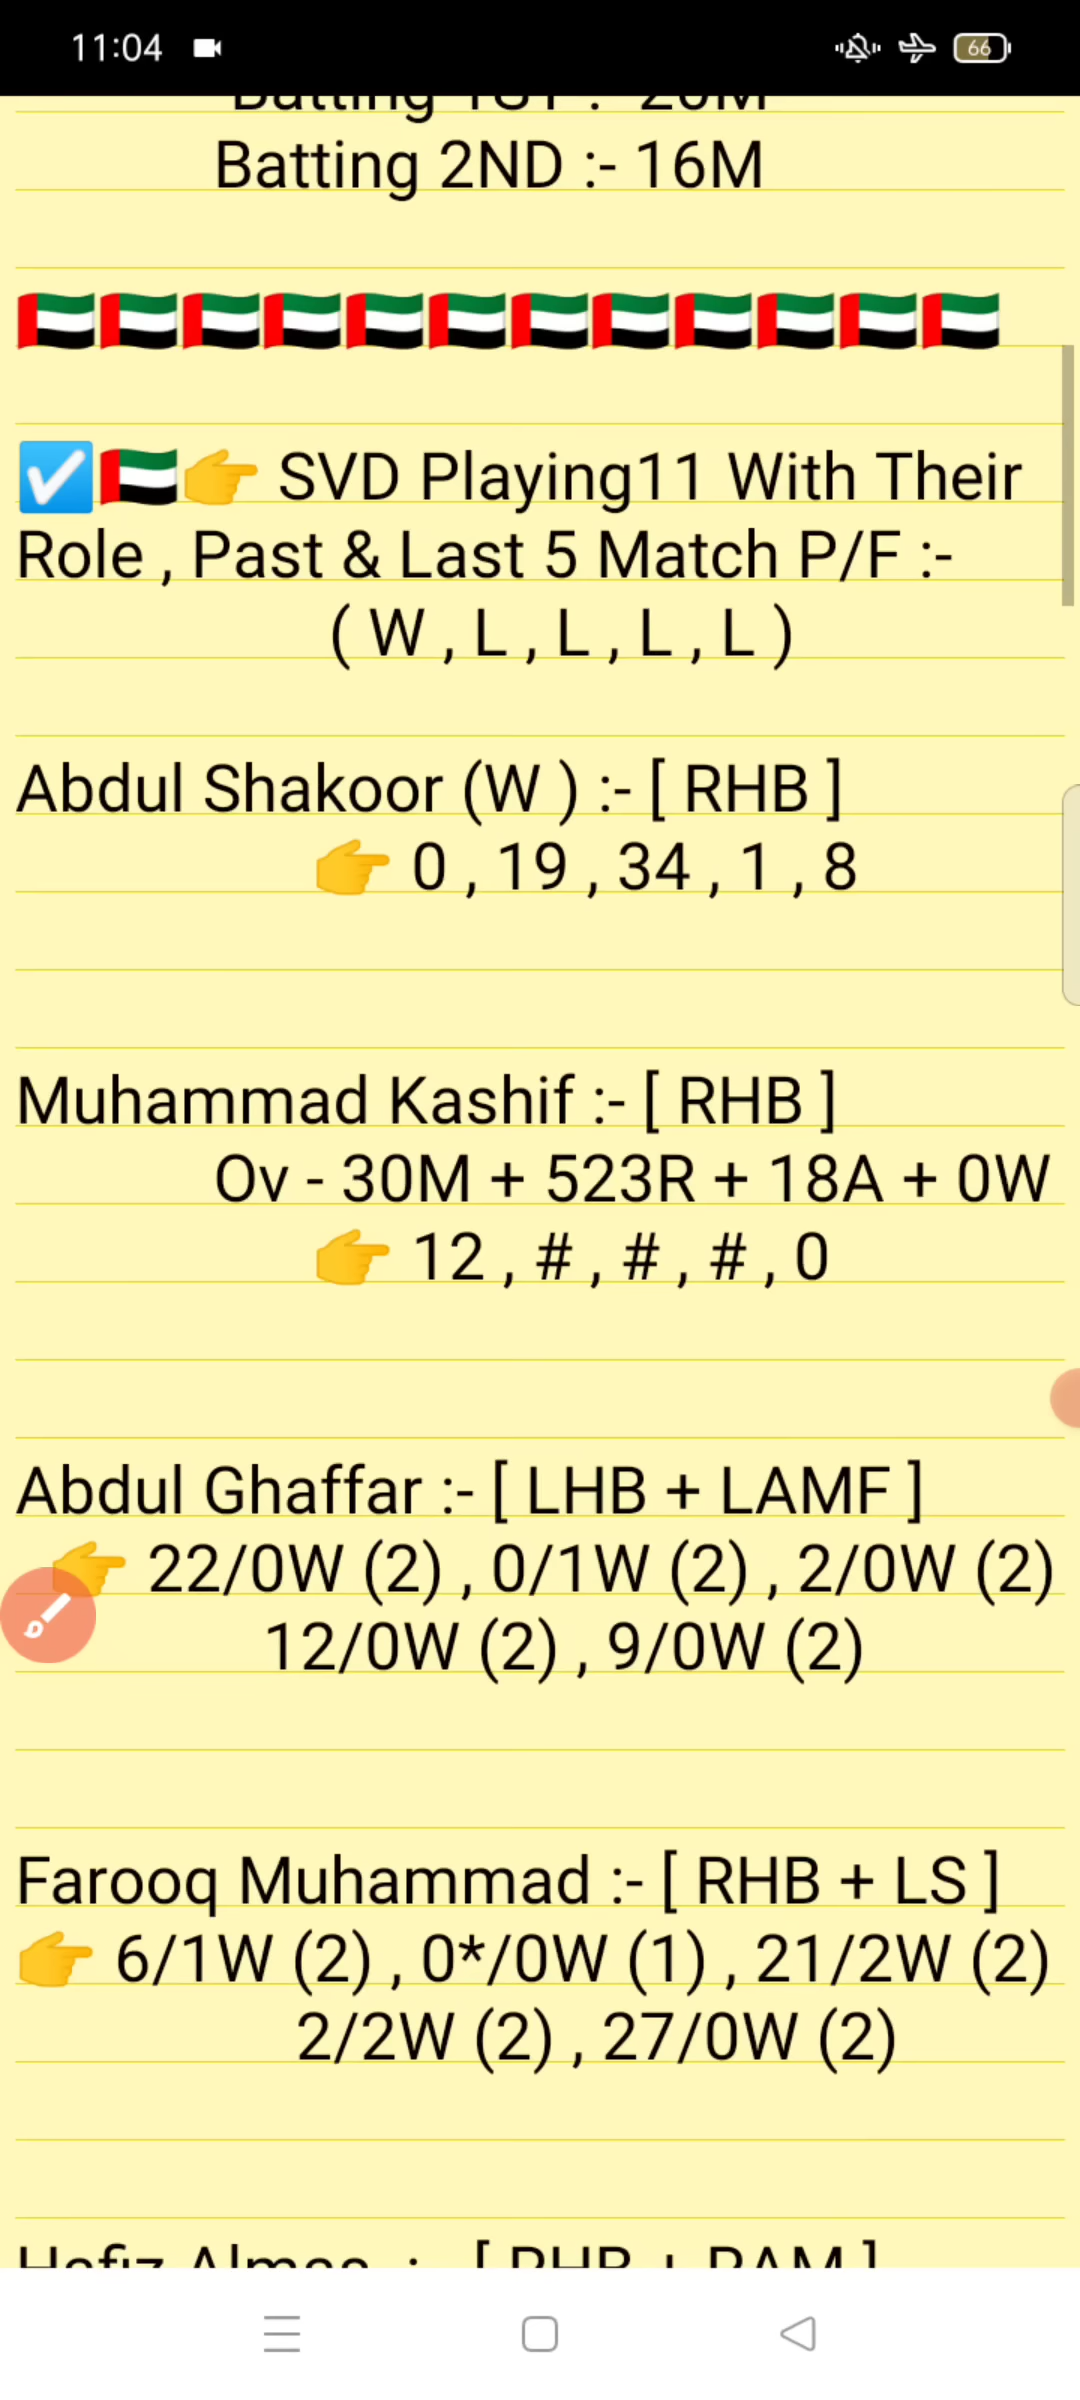 11:04
66
Batting 2ND :- 16M
SVD Playing11 With Their
Role , Past & Last 5 Match P/F :-
( W , L , L , L , L )
Abdul Shakoor (W ) :- [ RHB ]
0 , 19 , 34 , 1 , 8
Muhammad Kashif :- [ RHB ]
Ov - 30M + 523R + 18A + 0W
12 , # , # , # , 0
Abdul Ghaffar :- [ LHB + LAMF ]
22/0W (2) , 0/1W (2) , 2/0W (2)
12/0W (2) , 9/0W (2)
Farooq Muhammad :- [ RHB + LS ]
6/1W (2) , 0*/0W (1) , 21/2W (2)
2/2W (2) , 27/0W (2)